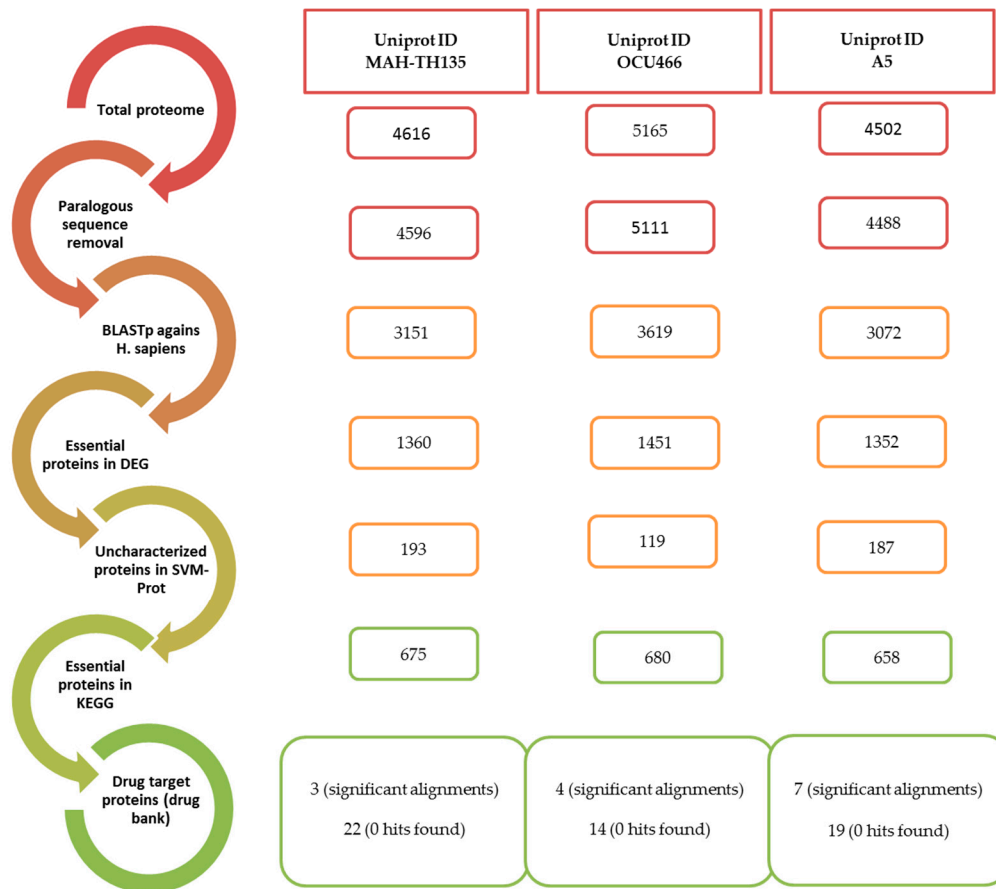 Uniprot ID
MAH-TH135
Uniprot ID
OCU466
Uniprot ID
A5
Total proteome
4616
5165
4502
Paralogous
sequence
removal
4596
5111
4488
BLASTp agains
H. sapiens
3151
3619
3072
Essential
proteins in DEG
1360
1451
1352
Uncharacterized
proteins in SVM-
Prot
193
119
187
Essential
proteins in
KEGG
675
680
658
Drug target
proteins (drug
bank)
3 (significant alignments)
22 (0 hits found)
4 (significant alignments)
14 (0 hits found)
7 (significant alignments)
19 (0 hits found)